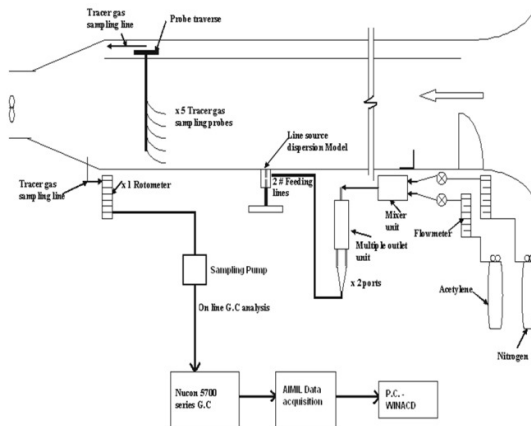 Tracer gas
sampling line
Probe traverse
x 5 Tracer gas
sampling probes
Line source
dispersion Model
Tracer gas
sampling line
x 1 Rotometer
2 # Feeding
lines
Mixer
unit
Multiple outlet
unit
Flowmeter
x 2 ports
Sampling Pump
Acetylene
On line G.C analysis
Nitrogen
Nucon 5700
series G.C
AIMIL Data
acquisition
P.C. -
WINACD